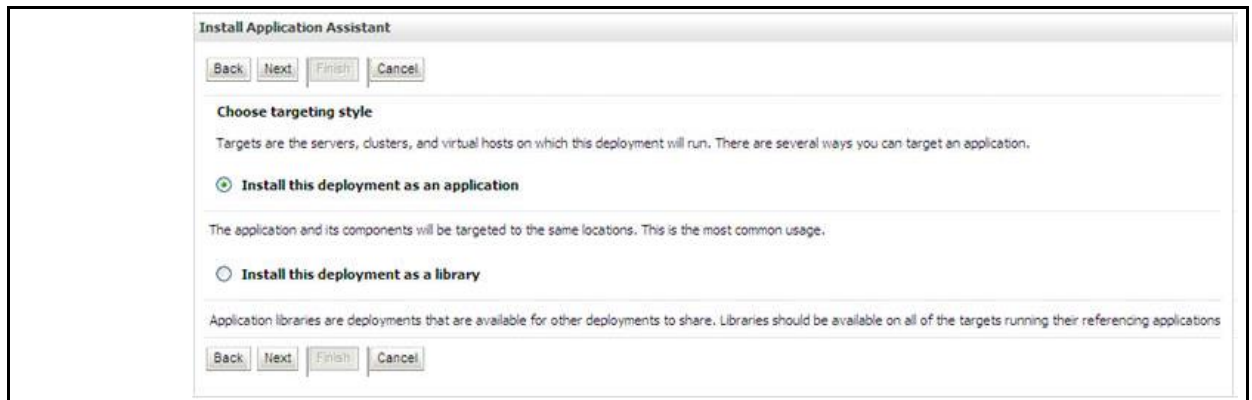 Install Application Assistant
Back Next Finish Cancel
Choose targeting style
Targets are the servers, clusters, and virtual hosts on which this deployment will run. There are several ways you can target an application.
Install this deployment as an application
The application and its components will be targeted to the same locations. This is the most common usage.
Install this deployment as a library
Application libraries are deployments that are available for other deployments to share. Libraries should be available on all of the targets running their referencing applications
Back Next Finish Cancel